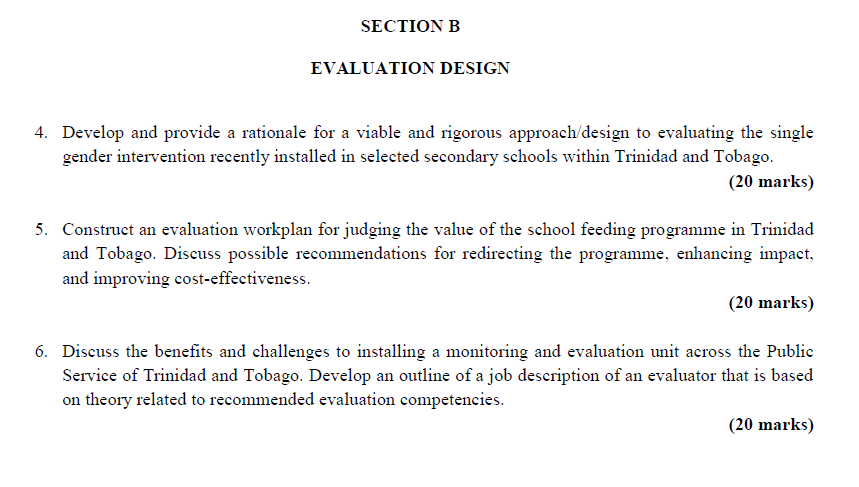 SECTION B
EVALUATION DESIGN
4. Develop and provide a rationale for a viable and rigorous approach/design to evaluating the single
gender intervention recently installed in selected secondary schools within Trinidad and Tobago.
(20 marks)
5. Construct an evaluation workplan for judging the value of the school feeding programme in Trinidad
and Tobago. Discuss possible recommendations for redirecting the programme, enhancing impact,
and improving cost-effectiveness.
(20 marks)
6. Discuss the benefits and challenges to installing a monitoring and evaluation unit across the Public
Service of Trinidad and Tobago. Develop an outline of a job description of an evaluator that is based
on theory related to recommended evaluation competencies.
(20 marks)